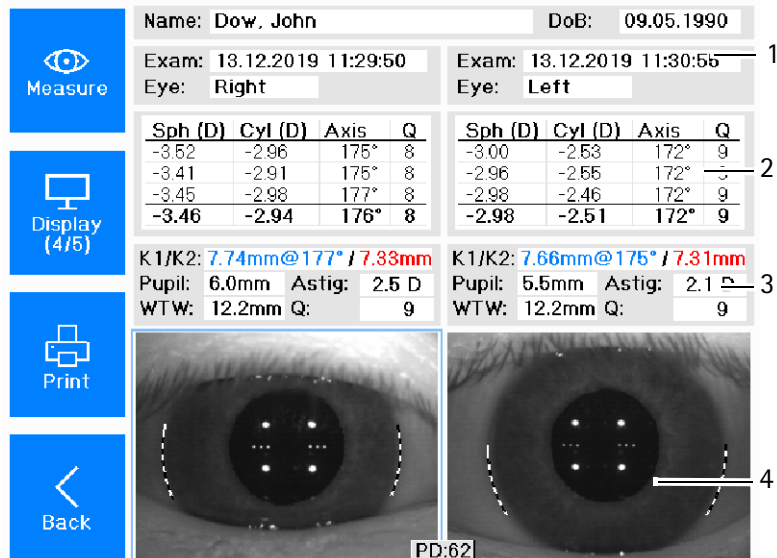 Measure
Display
(4/5)
Print
Back
Name: Dow, John DoB: 09.05.1990
Exam: 13.12.2019 11:29:50
Eye: Right
Sph (D) Cyl (D) Axis Q
-3.52 -2.96 175° 8
-3.41 -2.91 175° 8
-3.45 -2.98 177° 8
-3.46 -2.94 176° 8
K1/K2: 7.74mm@177° / 7.33mm
Pupil: 6.0mm Astig: 2.5 D
WTW: 12.2mm Q: 9
Exam: 13.12.2019 11:30:56
Eye: Left
Sph (D) Cyl (D) Axis Q
-3.00 -2.53 172° 9
-2.96 -2.55 172°
-2.98 -2.46 172° 9
-2.98 -2.51 172° 9
K1/K2: 7.66mm@175° / 7.31mm
Pupil: 5.5mm Astig: 2.1 D
WTW: 12.2mm Q: 9
PD:62
1
2
3
4